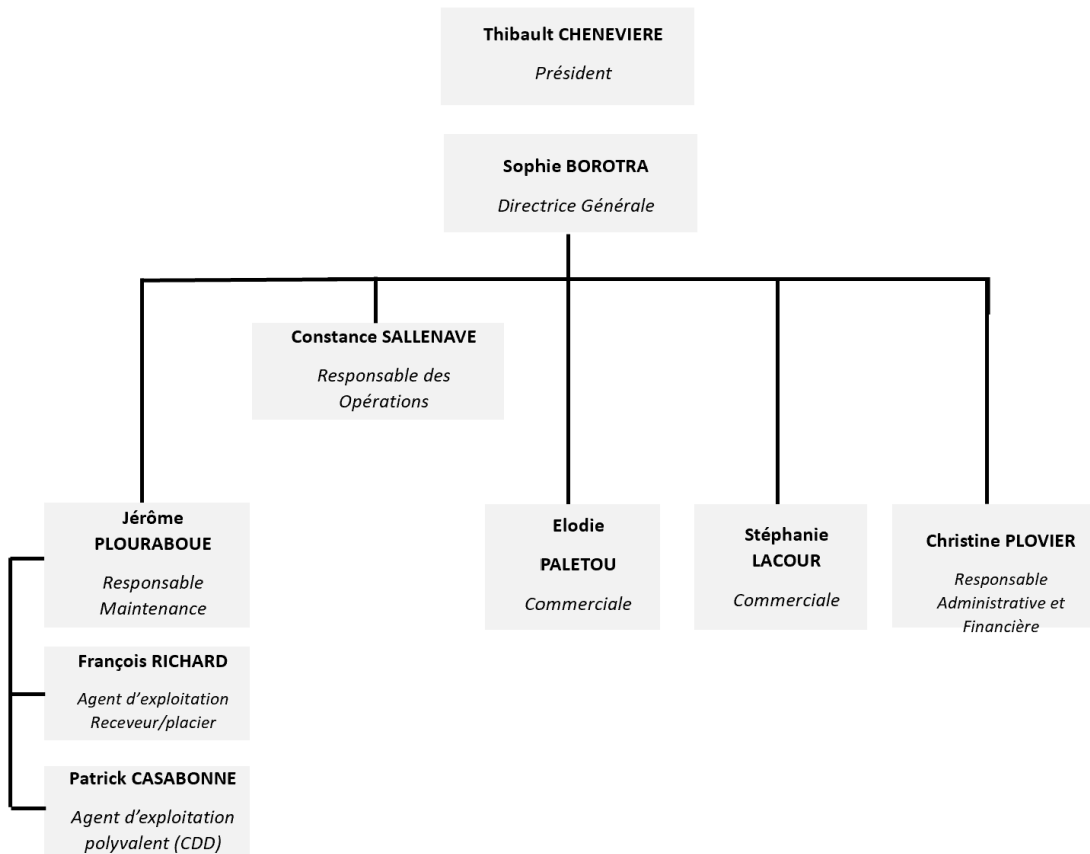 Thibault CHENEVIERE
Président
Sophie BOROTRA
Directrice Générale
Constance SALLENAVE
Responsable des
Opérations
Jérôme
PLOURABOUE
Responsable
Maintenance
Elodie
PALETOU
Commerciale
Stéphanie
LACOUR
Commerciale
Christine PLOVIER
Responsable
Administrative et
Financière
François RICHARD
Agent d’exploitation
Receveur/placier
Patrick CASABONNE
Agent d’exploitation
polyvalent (CDD)